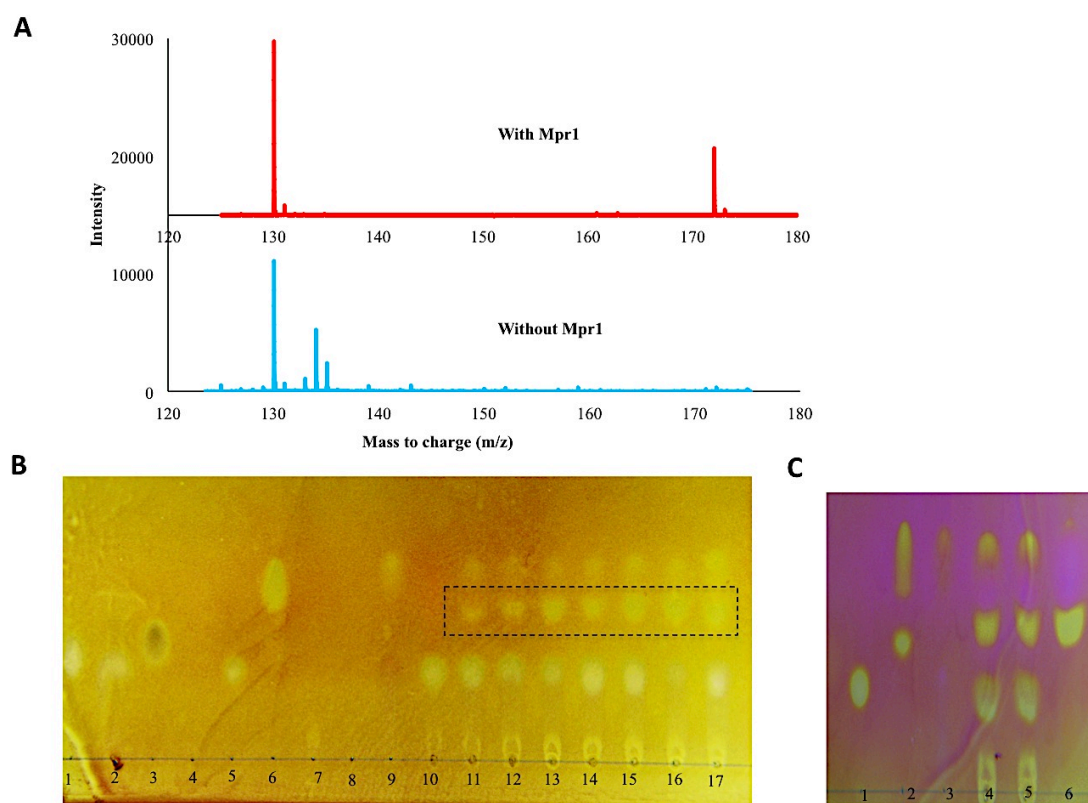 A
30000
With Mpr1
20000
Intensity
120 130 140 150 160 170 180
10000
Without Mpr1
0
120 130 140 150 160 170 180
Mass to charge (m/z)
B
C
1 2 3 4 5 6 7 8 9 10 11 12 13 14 15 16 17
1 2 3 4 5 6